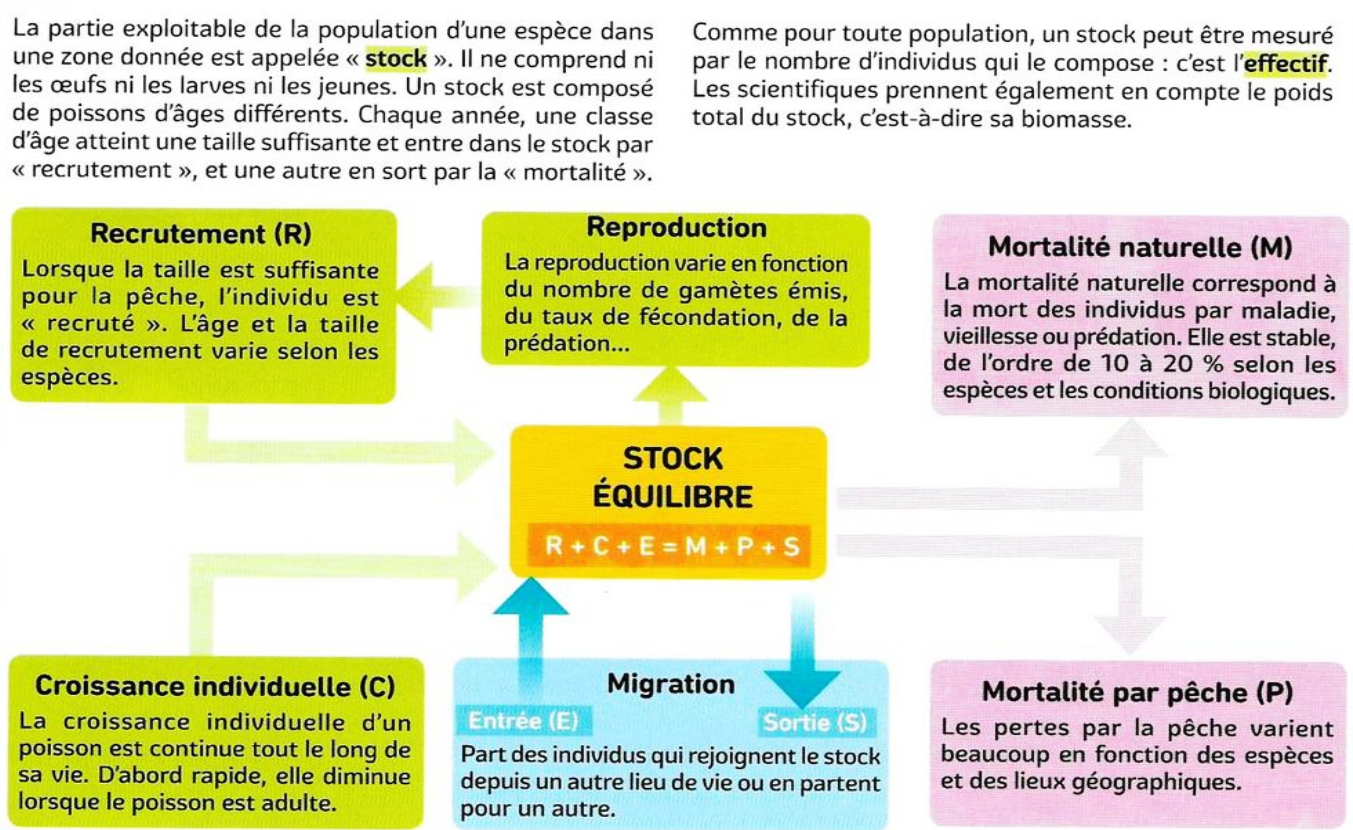 La partie exploitable de la population d'une espèce dans
une zone donnée est appelée « stock ». Il ne comprend ni
les œufs ni les larves ni les jeunes. Un stock est composé
de poissons d'âges différents. Chaque année, une classe
d'âge atteint une taille suffisante et entre dans le stock par
« recrutement », et une autre en sort par la « mortalité ».
Comme pour toute population, un stock peut être mesuré
par le nombre d'individus qui le compose : c'est l'effectif.
Les scientifiques prennent également en compte le poids
total du stock, c'est-à-dire sa biomasse.
Recrutement (R)
Lorsque la taille est suffisante
pour la pêche, l'individu est
« recruté ». L'âge et la taille
de recrutement varie selon les
espèces.
Reproduction
La reproduction varie en fonction
du nombre de gamètes émis,
du taux de fécondation, de la
prédation...
Mortalité naturelle (M)
La mortalité naturelle correspond à
la mort des individus par maladie,
vieillesse ou prédation. Elle est stable,
de l'ordre de 10 à 20 % selon les
espèces et les conditions biologiques.
STOCK
ÉQUILIBRE
R + C + E = M + P + S
Croissance individuelle (C)
La croissance individuelle d'un
poisson est continue tout le long de
sa vie. D'abord rapide, elle diminue
lorsque le poisson est adulte.
Migration
Entrée (E)
Sortie (S)
Part des individus qui rejoignent le stock
depuis un autre lieu de vie ou en partent
pour un autre.
Mortalité par pêche (P)
Les pertes par la pêche varient
beaucoup en fonction des espèces
et des lieux géographiques.